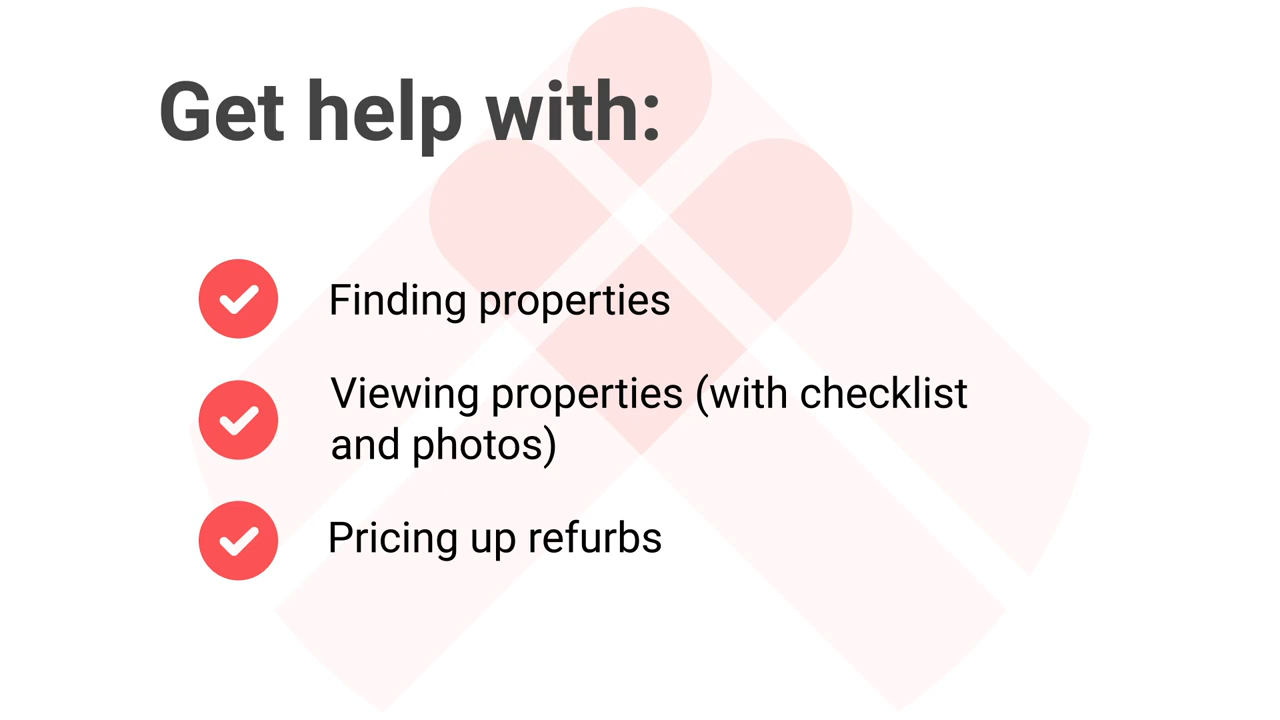 Get help with:
Finding properties
Viewing properties (with checklist
and photos)
Pricing up refurbs